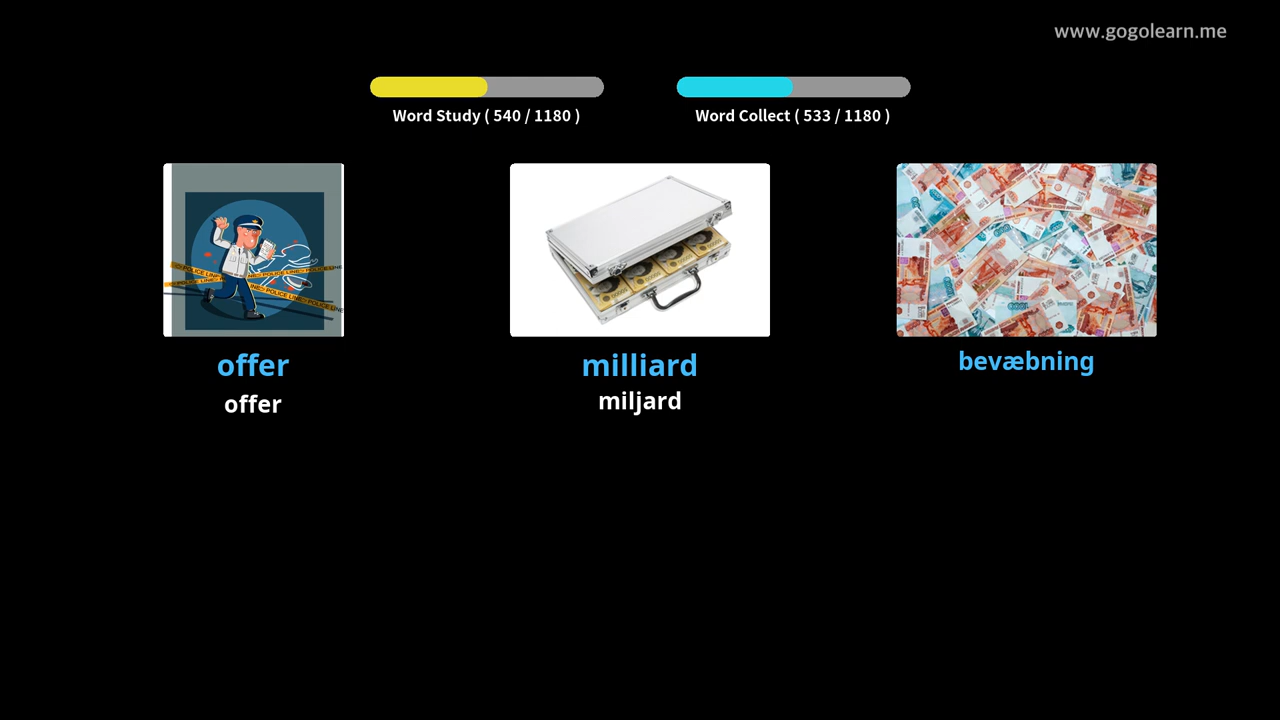 www.gogolearn.me
Word Study ( 540 / 1180 )
Word Collect ( 533 / 1180 )
offer
milliard
bevæbning
offer
miljard